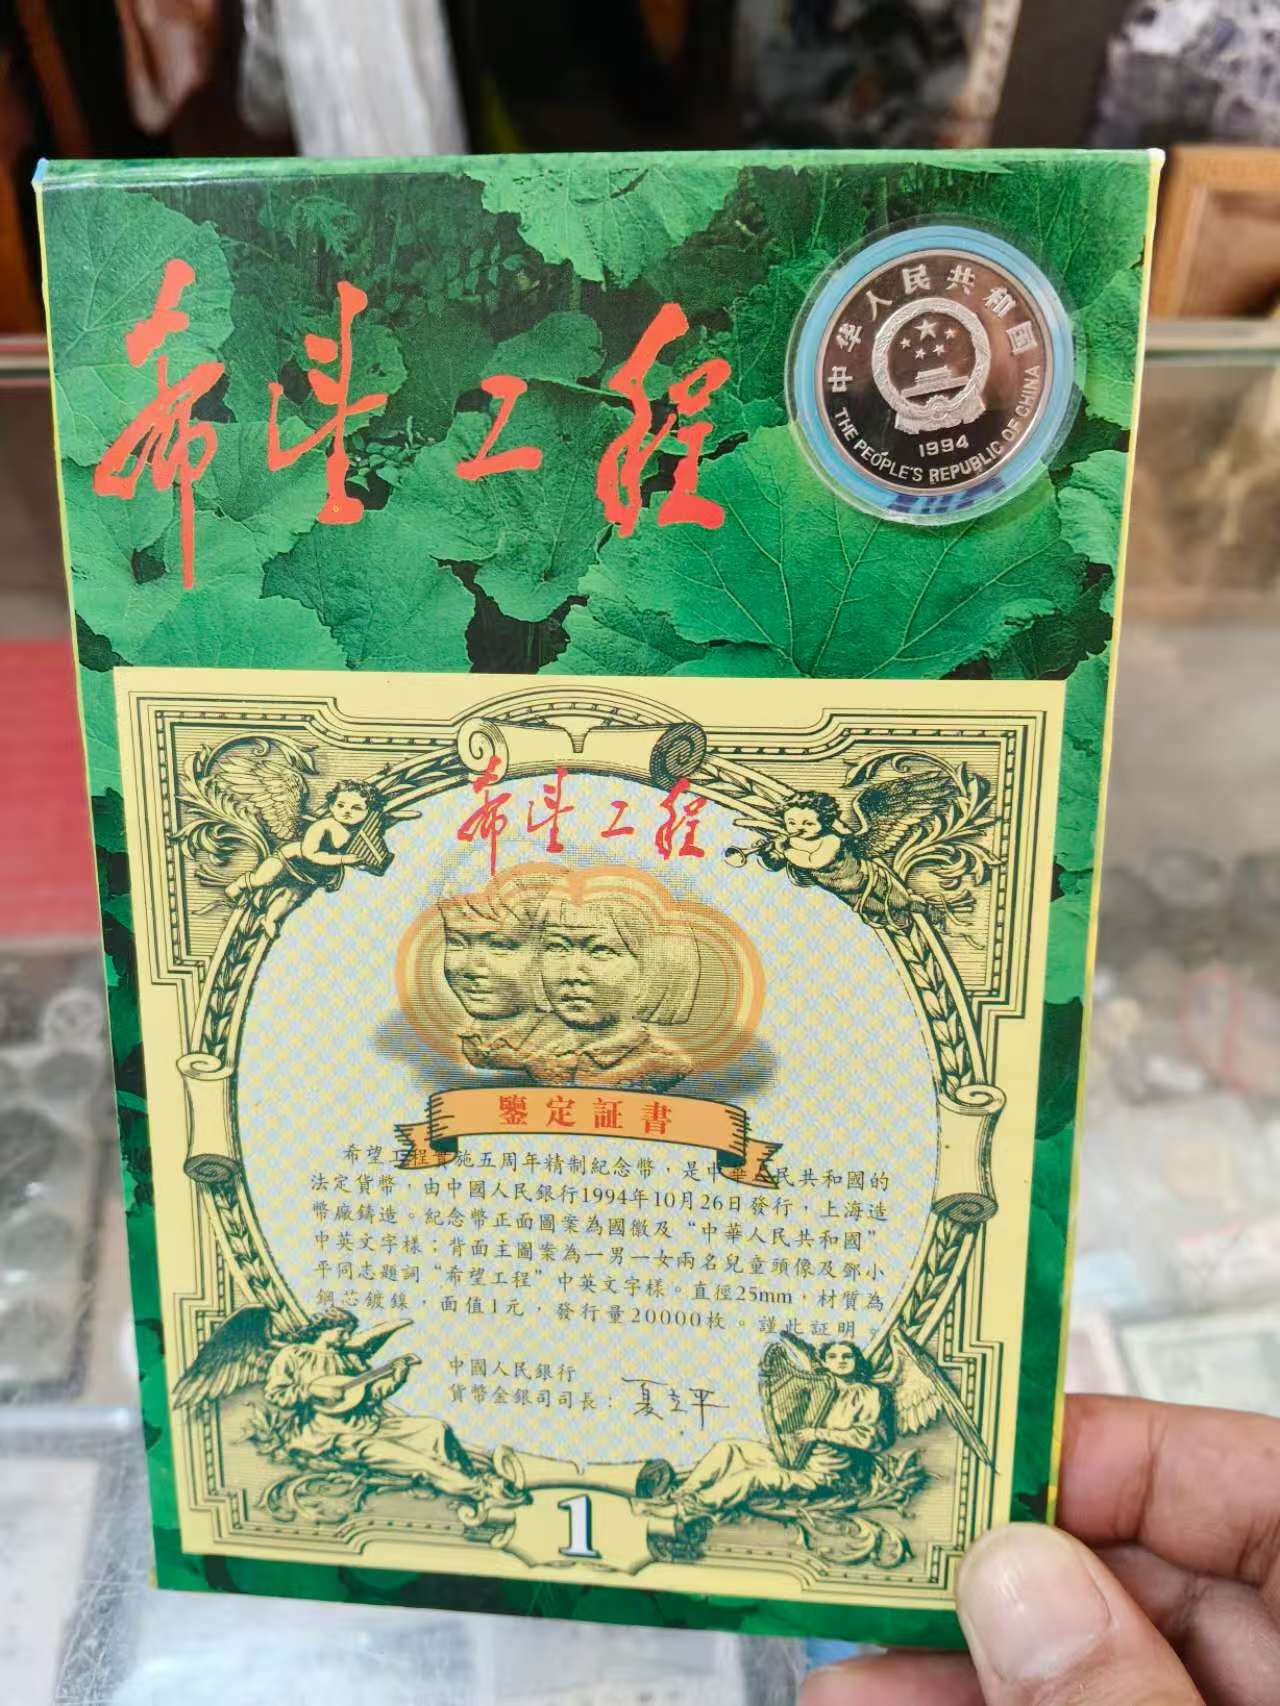 希望工程
中华人民共和国
1994
THE PEOPLE'S REPUBLIC OF CHINA
希望工程
鑒定証書
希望工程實施五周年精制紀念幣，是中華人民共和國的
法定貨幣，由中國人民銀行1994年10月26日發行，上海造
幣廠鑄造。紀念幣正面圖案為國徽及“中華人民共和國”
中英文字樣；背面主圖案為一男一女兩名兒童頭像及鄧小
平同志題詞“希望工程”中英文字樣。直徑25mm，材質為
鋼芯鍍鎳，面值1元，發行量20000枚。謹此証明。
中國人民銀行
貨幣金銀司司長：夏立平
1